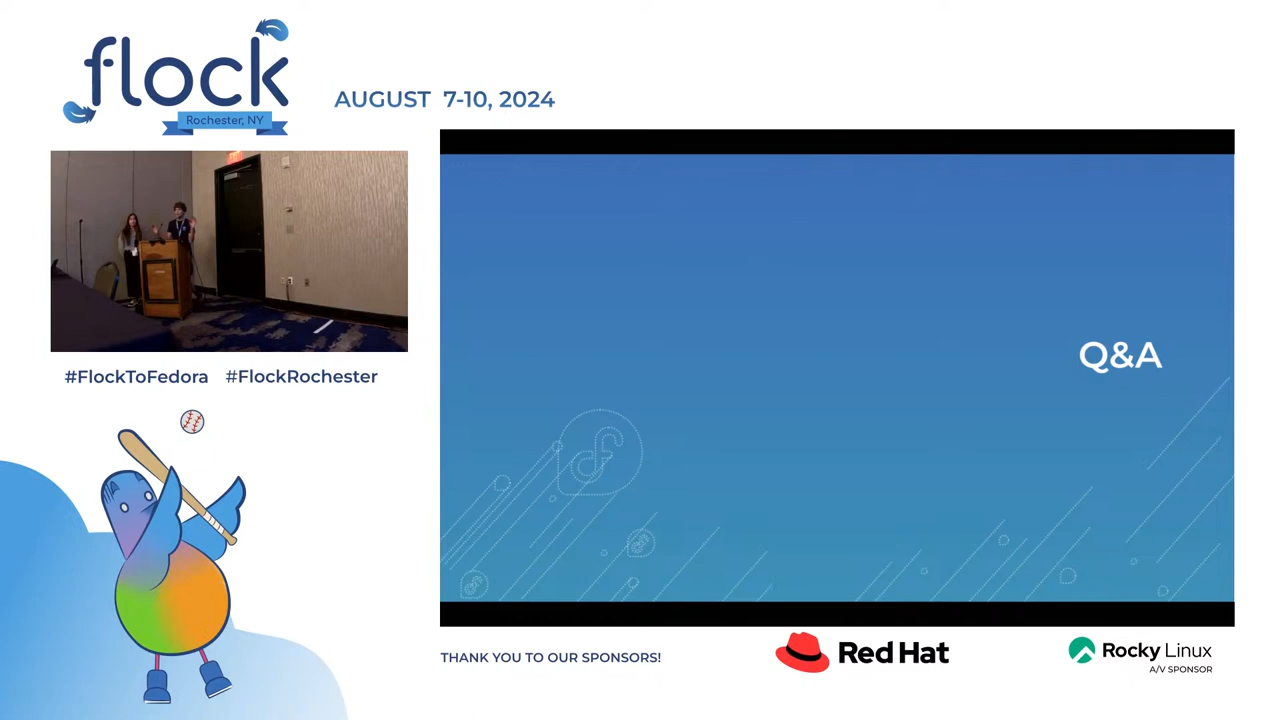 flock
Rochester, NY
AUGUST 7-10, 2024
#FlockToFedora #FlockRochester
Q&A
THANK YOU TO OUR SPONSORS!
Red Hat
Rocky Linux
A/V SPONSOR